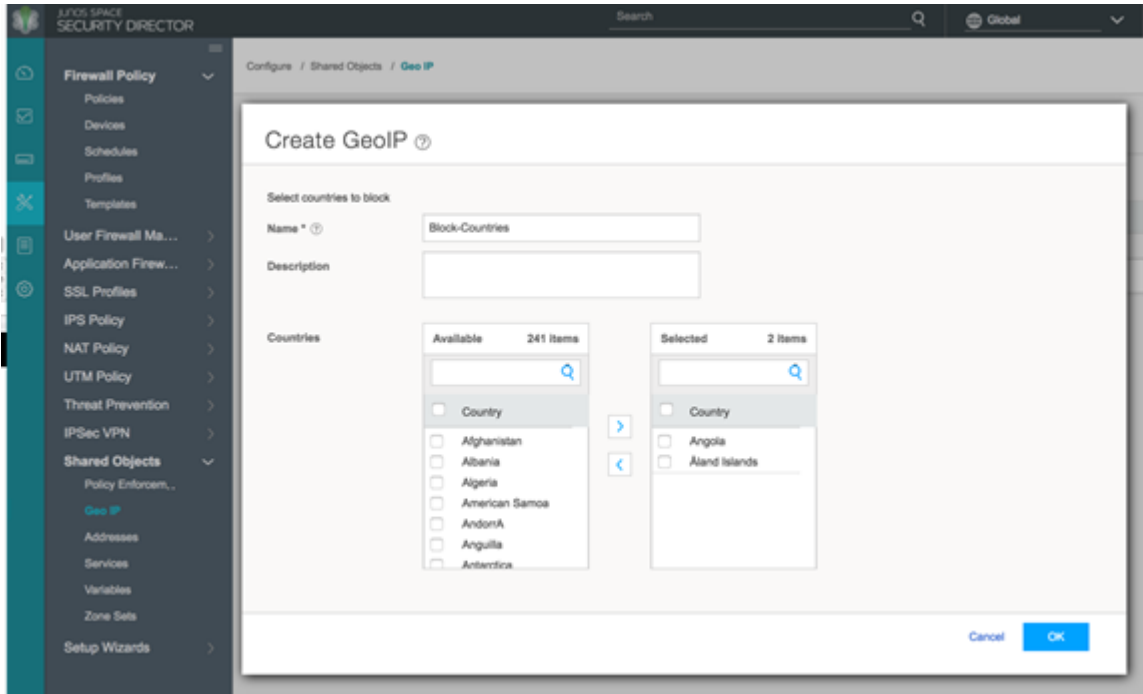 JUNOS SPACE
SECURITY DIRECTOR
Search
Global
Firewall Policy
Policies
Devices
Schedules
Profiles
Templates
User Firewall Ma...
Application Firew...
SSL Profiles
IPS Policy
NAT Policy
UTM Policy
Threat Prevention
IPSec VPN
Shared Objects
Policy Enforcem...
Geo IP
Addresses
Services
Variables
Zone Sets
Setup Wizards
Configure / Shared Objects / Geo IP
Create GeoIP ?
Select countries to block
Name * ?
Block-Countries
Description
Countries
Available 241 Items
Country
Afghanistan
Albania
Algeria
American Samoa
AndorrA
Anguilla
Antarctica
Selected 2 Items
Country
Angola
Åland Islands
Cancel
OK